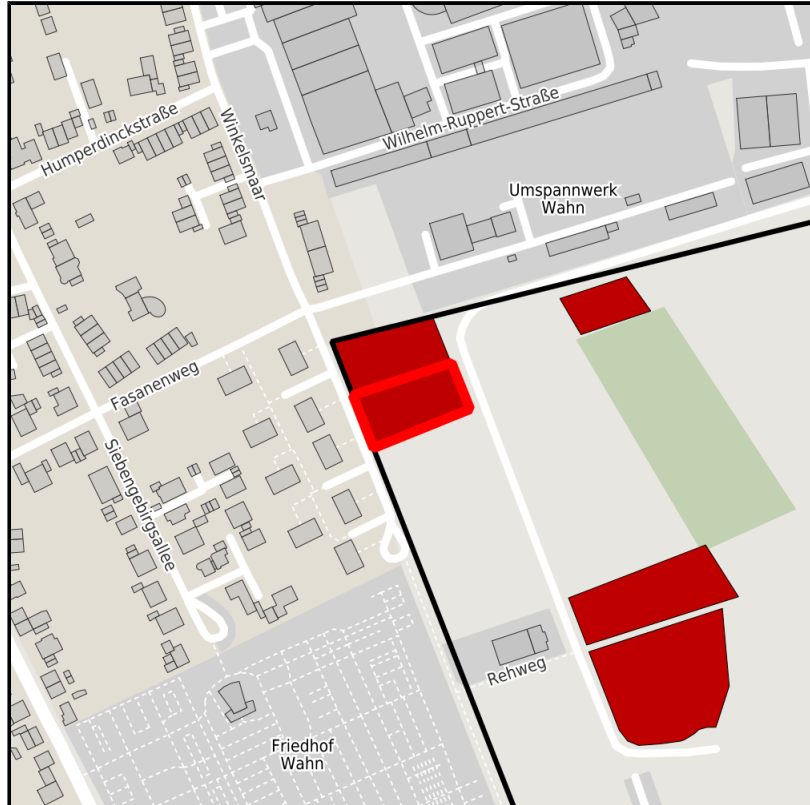 Humperdinckstraße
Winkelsmaar
Wilhelm-Ruppert-Straße
Umspannwerk
Wahn
Fasanenweg
Siebengebirgsallee
Rehweg
Friedhof
Wahn